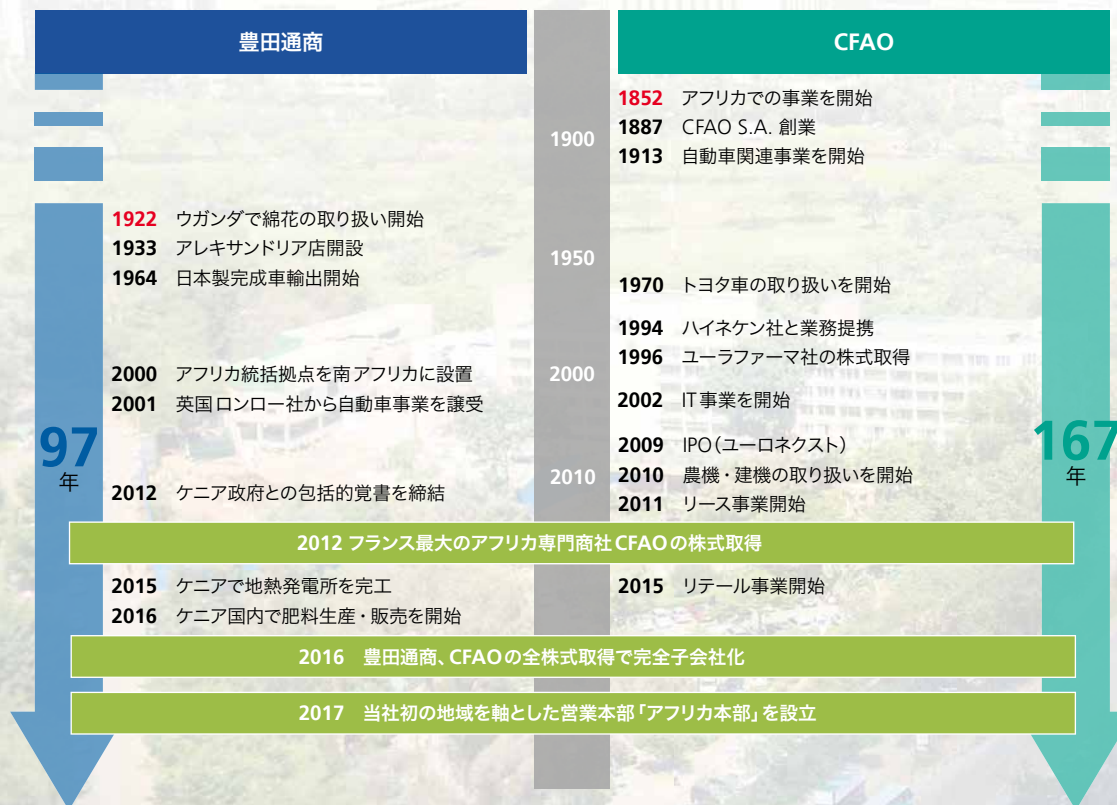 豊田通商
CFAO
1900
1950
2000
2010
1852 アフリカでの事業を開始
1887 CFAO S.A. 創業
1913 自動車関連事業を開始
1922 ウガンダで綿花の取り扱い開始
1933 アレキサンドリア店開設
1964 日本製完成車輸出開始
1970 トヨタ車の取り扱いを開始
1994 ハイネケン社と業務提携
1996 ユーラファーマ社の株式取得
2000 アフリカ統括拠点を南アフリカに設置
2001 英国ロンロー社から自動車事業を譲受
2002 IT事業を開始
97
年
167
年
2009 IPO(ユーロネクスト)
2010 農機・建機の取り扱いを開始
2011 リース事業開始
2012 ケニア政府との包括的覚書を締結
2012 フランス最大のアフリカ専門商社CFAOの株式取得
2015 ケニアで地熱発電所を完工
2016 ケニア国内で肥料生産・販売を開始
2015 リテール事業開始
2016 豊田通商、CFAOの全株式取得で完全子会社化
2017 当社初の地域を軸とした営業本部「アフリカ本部」を設立